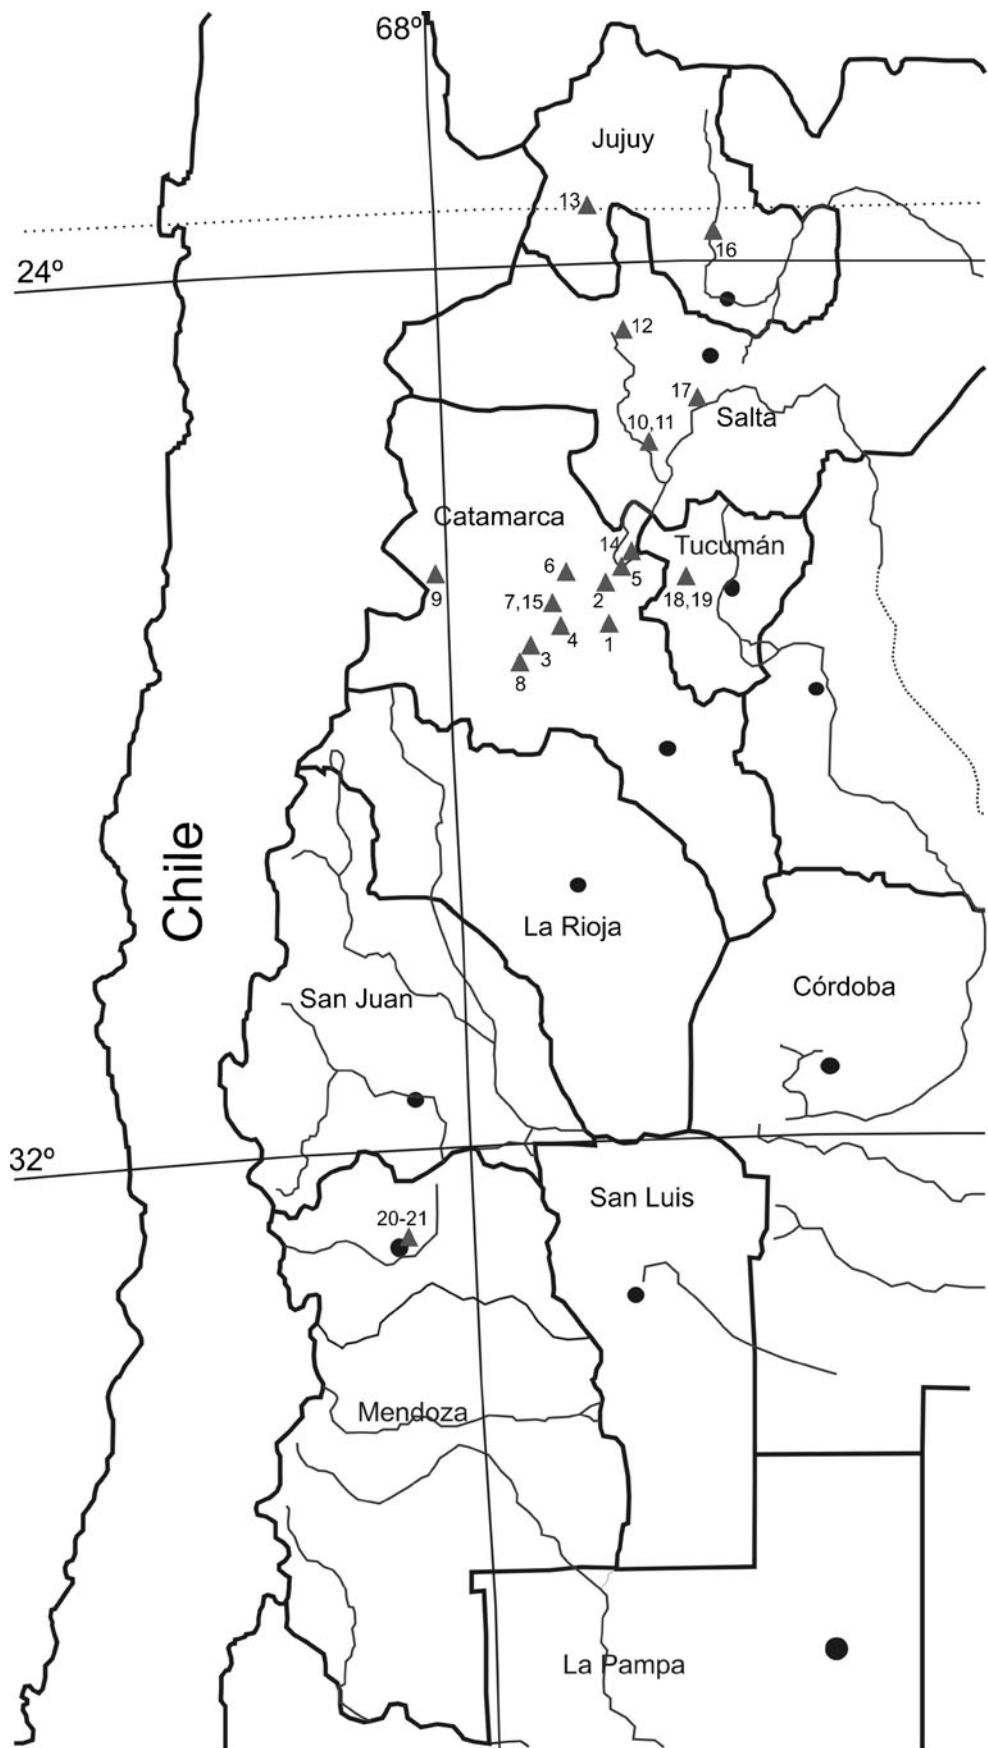 68º
Jujuy
13
16
24º
12
17
Salta
10,11
Catamarca
Tucumán
14
6
5
9
2
18,19
7,15
4
1
3
8
Chile
La Rioja
Córdoba
San Juan
32º
San Luis
20-21
Mendoza
La Pampa